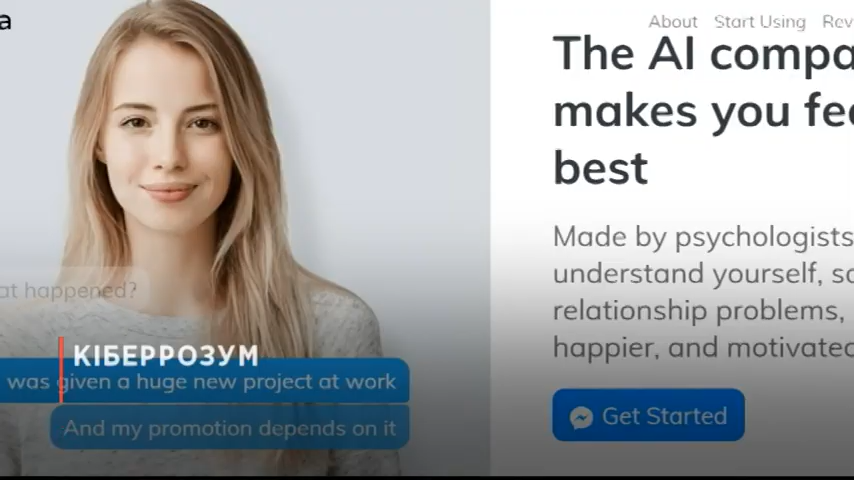 a
About Start Using Rev
The AI compa
makes you fee
best
Made by psychologists
understand yourself, so
relationship problems,
happier, and motivated
at happened?
КІБЕРРОЗУМ
was given a huge new project at work
And my promotion depends on it
Get Started